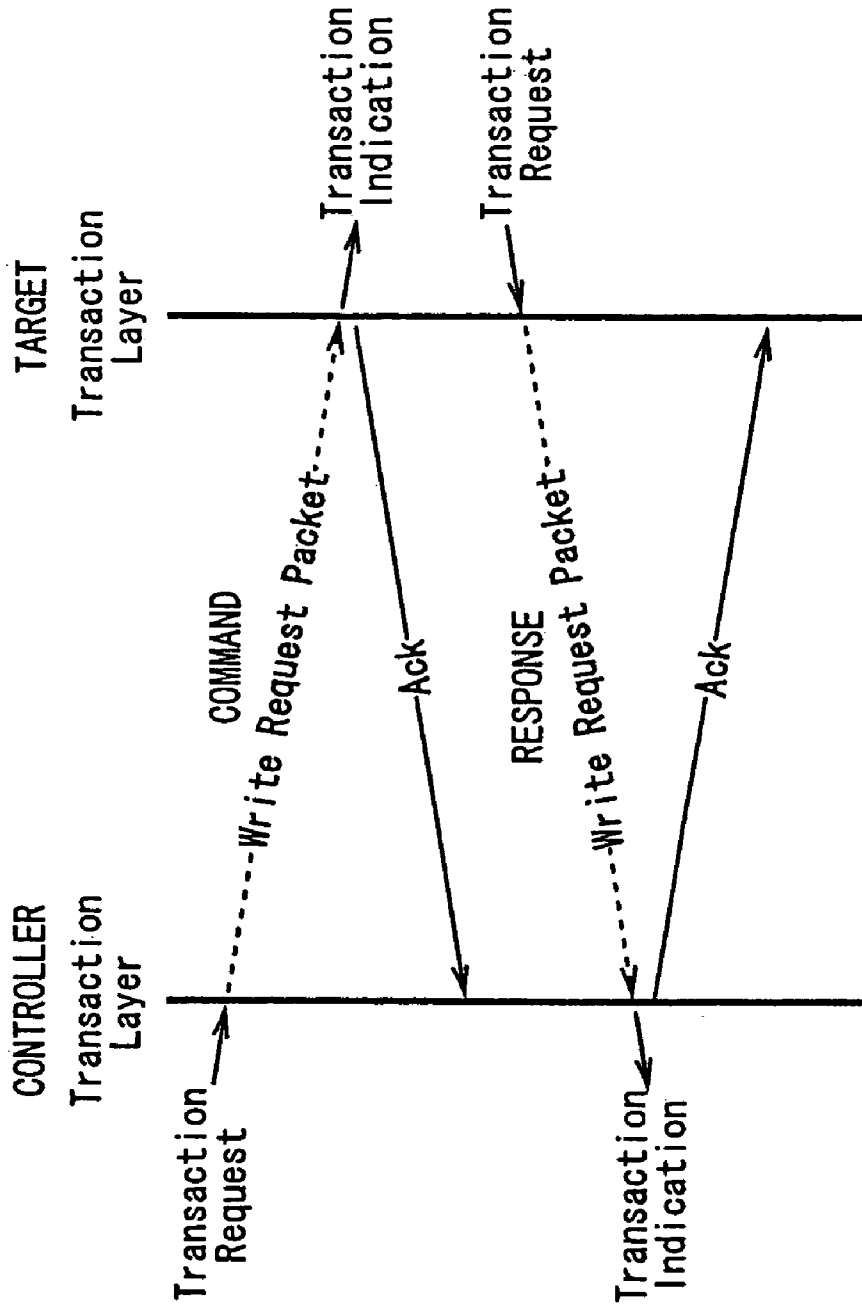 CONTROLLER
Transaction
Layer
TARGET
Transaction
Layer
Transaction
Request
COMMAND
Write Request Packet
Transaction
Indication
Ack
Transaction
Request
RESPONSE
Write Request Packet
Transaction
Indication
Ack